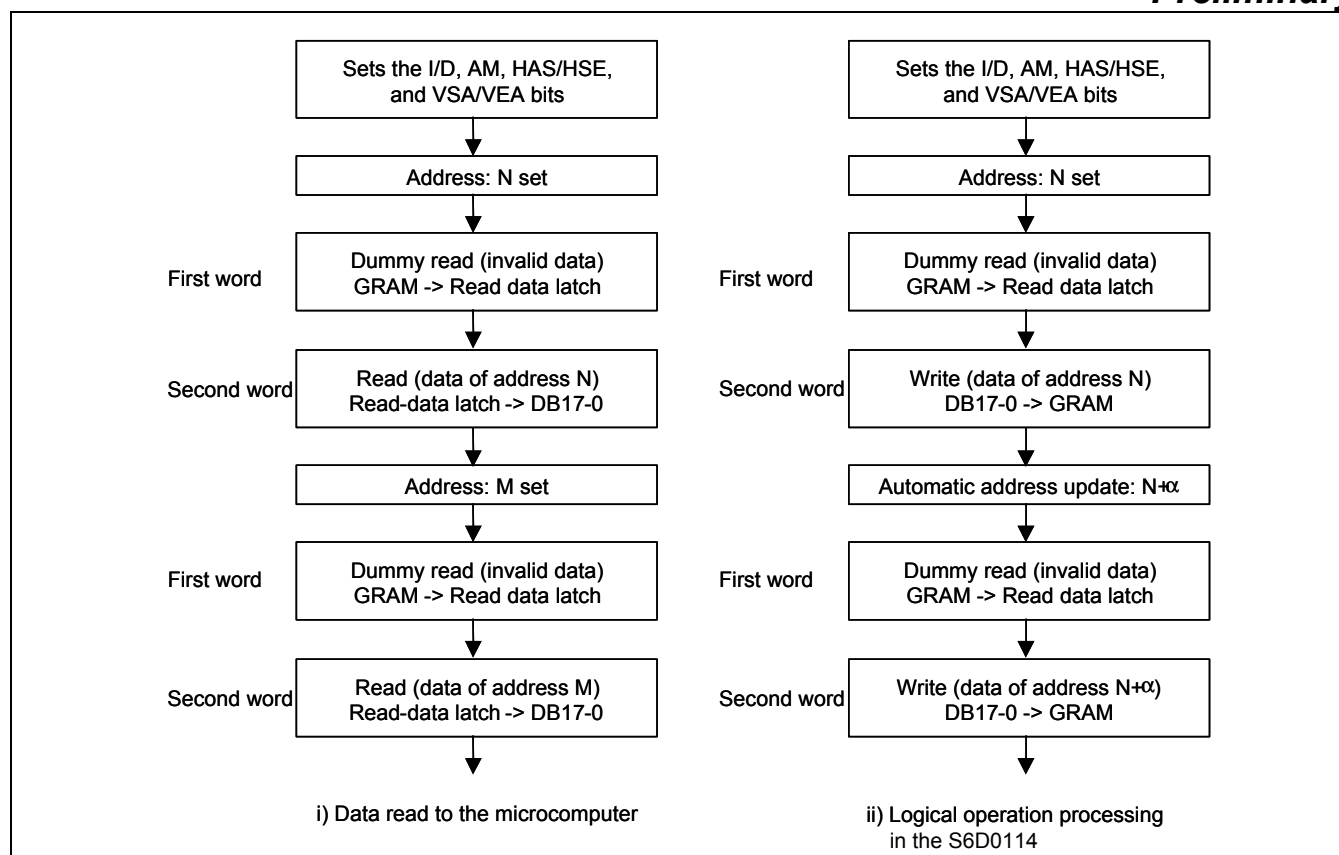 Preliminary
Sets the I/D, AM, HAS/HSE,
and VSA/VEA bits
Address: N set
First word
Dummy read (invalid data)
GRAM -> Read data latch
Second word
Read (data of address N)
Read-data latch -> DB17-0
Address: M set
First word
Dummy read (invalid data)
GRAM -> Read data latch
Second word
Read (data of address M)
Read-data latch -> DB17-0
i) Data read to the microcomputer
Sets the I/D, AM, HAS/HSE,
and VSA/VEA bits
Address: N set
First word
Dummy read (invalid data)
GRAM -> Read data latch
Second word
Write (data of address N)
DB17-0 -> GRAM
Automatic address update: N+α
First word
Dummy read (invalid data)
GRAM -> Read data latch
Second word
Write (data of address N+α)
DB17-0 -> GRAM
ii) Logical operation processing
in the S6D0114